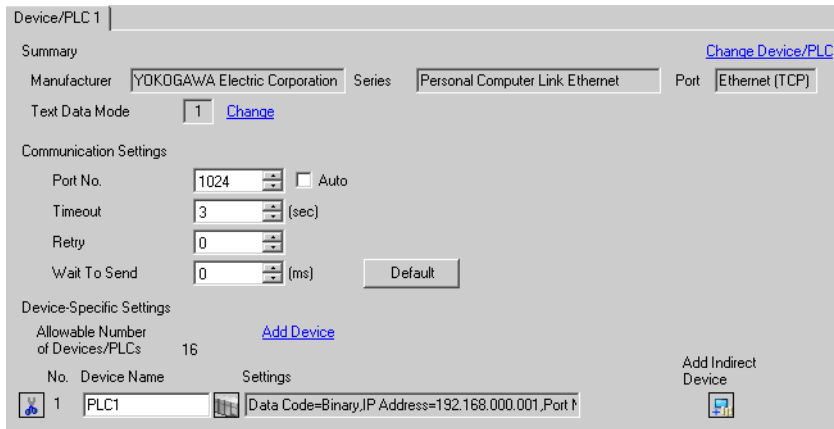 Device/PLC 1
Summary
Change Device/PLC
Manufacturer YOKOGAWA Electric Corporation Series Personal Computer Link Ethernet Port Ethernet (TCP)
Text Data Mode 1 Change
Communication Settings
Port No. 1024 Auto
Timeout 3 (sec)
Retry 0
Wait To Send 0 (ms) Default
Device-Specific Settings
Allowable Number
of Devices/PLCs 16
Add Device
No. Device Name Settings
Add Indirect
Device
1 PLC1 Data Code=Binary,IP Address=192.168.000.001,Port